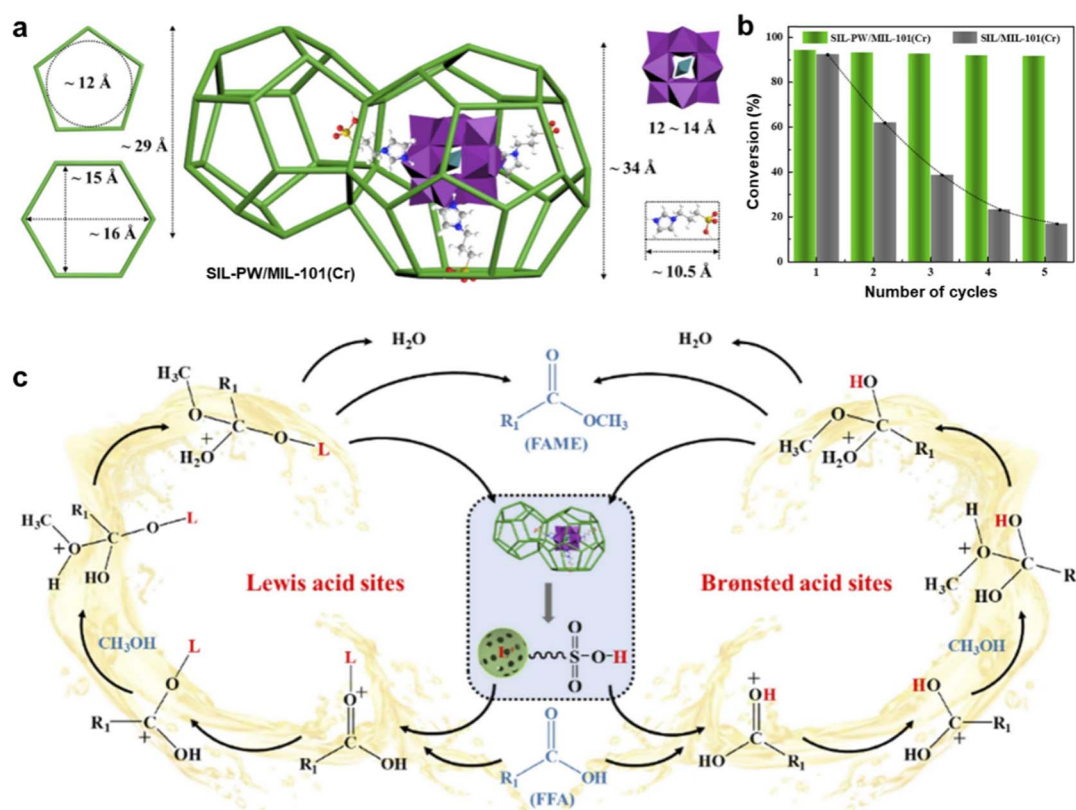 a
~ 12 Å
~ 15 Å
~ 16 Å
~ 29 Å
SIL-PW/MIL-101(Cr)
~ 34 Å
12 ~ 14 Å
~ 10.5 Å
b
SIL-PW/MIL-101(Cr) SIL/MIL-101(Cr)
Conversion (%)
100
80
60
40
20
0
1 2 3 4 5
Number of cycles
c
H₂O
H₂O
O
R₁ OCH₃
(FAME)
H₃C R₁
O C O L
+
H₂O
H₃C R₁ L
O C O
+
H HO
CH₃OH
L
O
R₁ C OH
+
L
O +
C
R₁ OH
Lewis acid sites
O
S O H
O
O
R₁ OH
(FFA)
Brønsted acid sites
+
OH
C
HO R₁
HO
C R₁
HO +
CH₃OH
H HO
O C R
+
H₃C HO
HO
O C R₁
H₃C +
H₂O